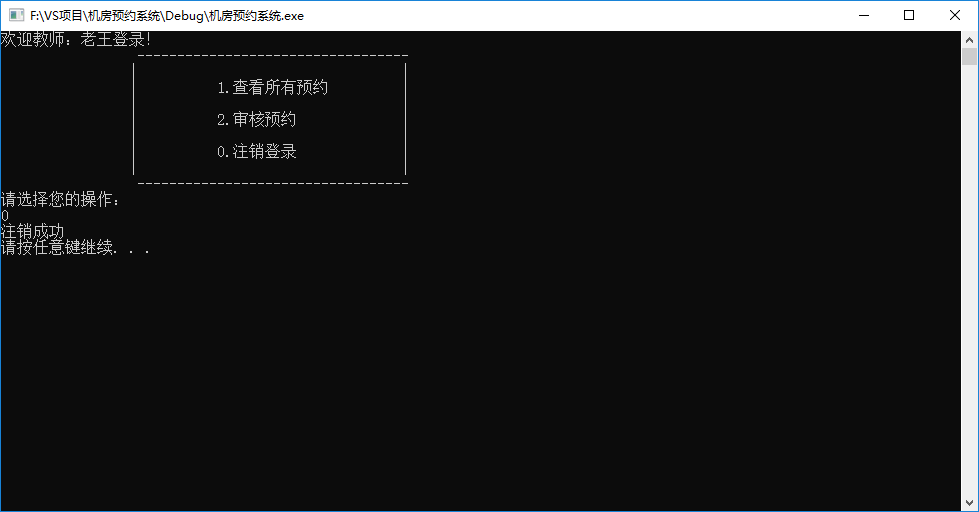 F:\VS项目\机房预约系统\Debug\机房预约系统.exe
欢迎教师：老王登录！
----------------------------------
1.查看所有预约
2.审核预约
0.注销登录
----------------------------------
请选择您的操作：
0
注销成功
请按任意键继续. . .